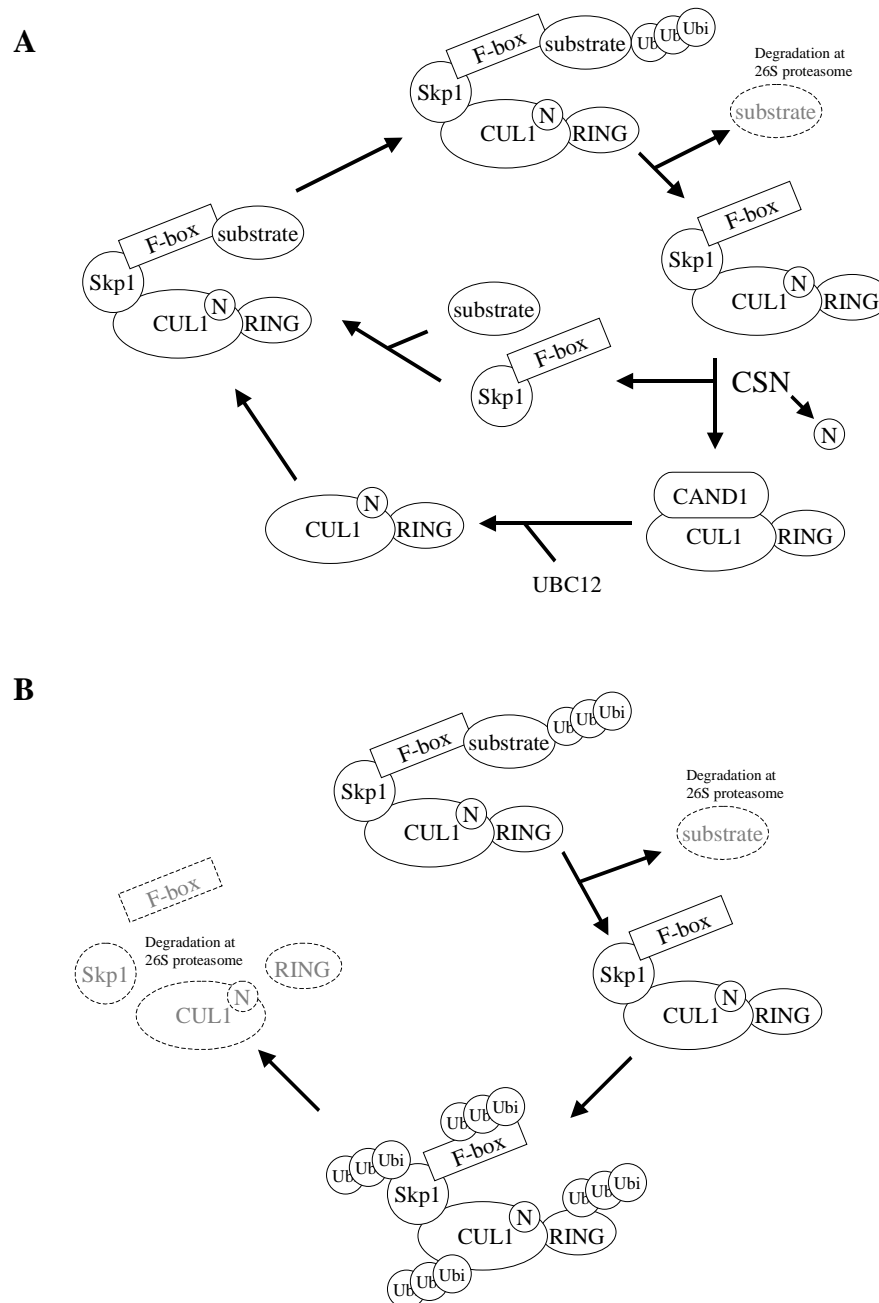 A
F-box
substrate
Ub
Ub
Ubi
Skp1
N
CUL1
RING
Degradation at
26S proteasome
substrate
F-box
substrate
Skp1
N
CUL1
RING
F-box
Skp1
N
CUL1
RING
substrate
F-box
Skp1
CSN
N
N
CUL1
RING
CAND1
CUL1
RING
UBC12
B
F-box
substrate
Ub
Ub
Ubi
Skp1
N
CUL1
RING
Degradation at
26S proteasome
substrate
F-box
Degradation at
26S proteasome
Skp1
RING
N
CUL1
F-box
Skp1
N
CUL1
RING
Ub
Ub
Ubi
F-box
Ub
Ub
Ubi
Skp1
Ub
Ub
Ubi
N
CUL1
RING
Ub
Ub
Ubi